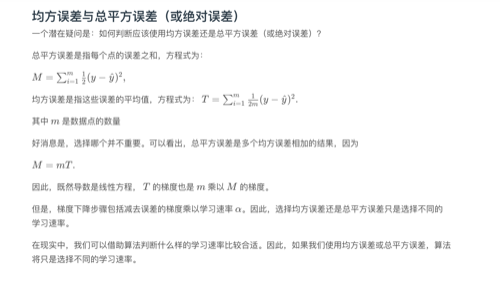 均方误差与总平方误差（或绝对误差）
一个潜在疑问是：如何判断应该使用均方误差还是总平方误差（或绝对误差）？
总平方误差是指每个点的误差之和，方程式为：
M = ∑_{i=1}^{m} \frac{1}{2}(y − ŷ)²,
均方误差是指这些误差的平均值，方程式为： T = ∑_{i=1}^{m} \frac{1}{2m}(y − ŷ)².
其中 m 是数据点的数量
好消息是，选择哪个并不重要。可以看出，总平方误差是多个均方误差相加的结果，因为
M = mT.
因此，既然导数是线性方程， T 的梯度也是 m 乘以 M 的梯度。
但是，梯度下降步骤包括减去误差的梯度乘以学习速率 α。因此，选择均方误差还是总平方误差只是选择不同的
学习速率。
在现实中，我们可以借助算法判断什么样的学习速率比较合适。因此，如果我们使用均方误差或总平方误差，算法
将只是选择不同的学习速率。